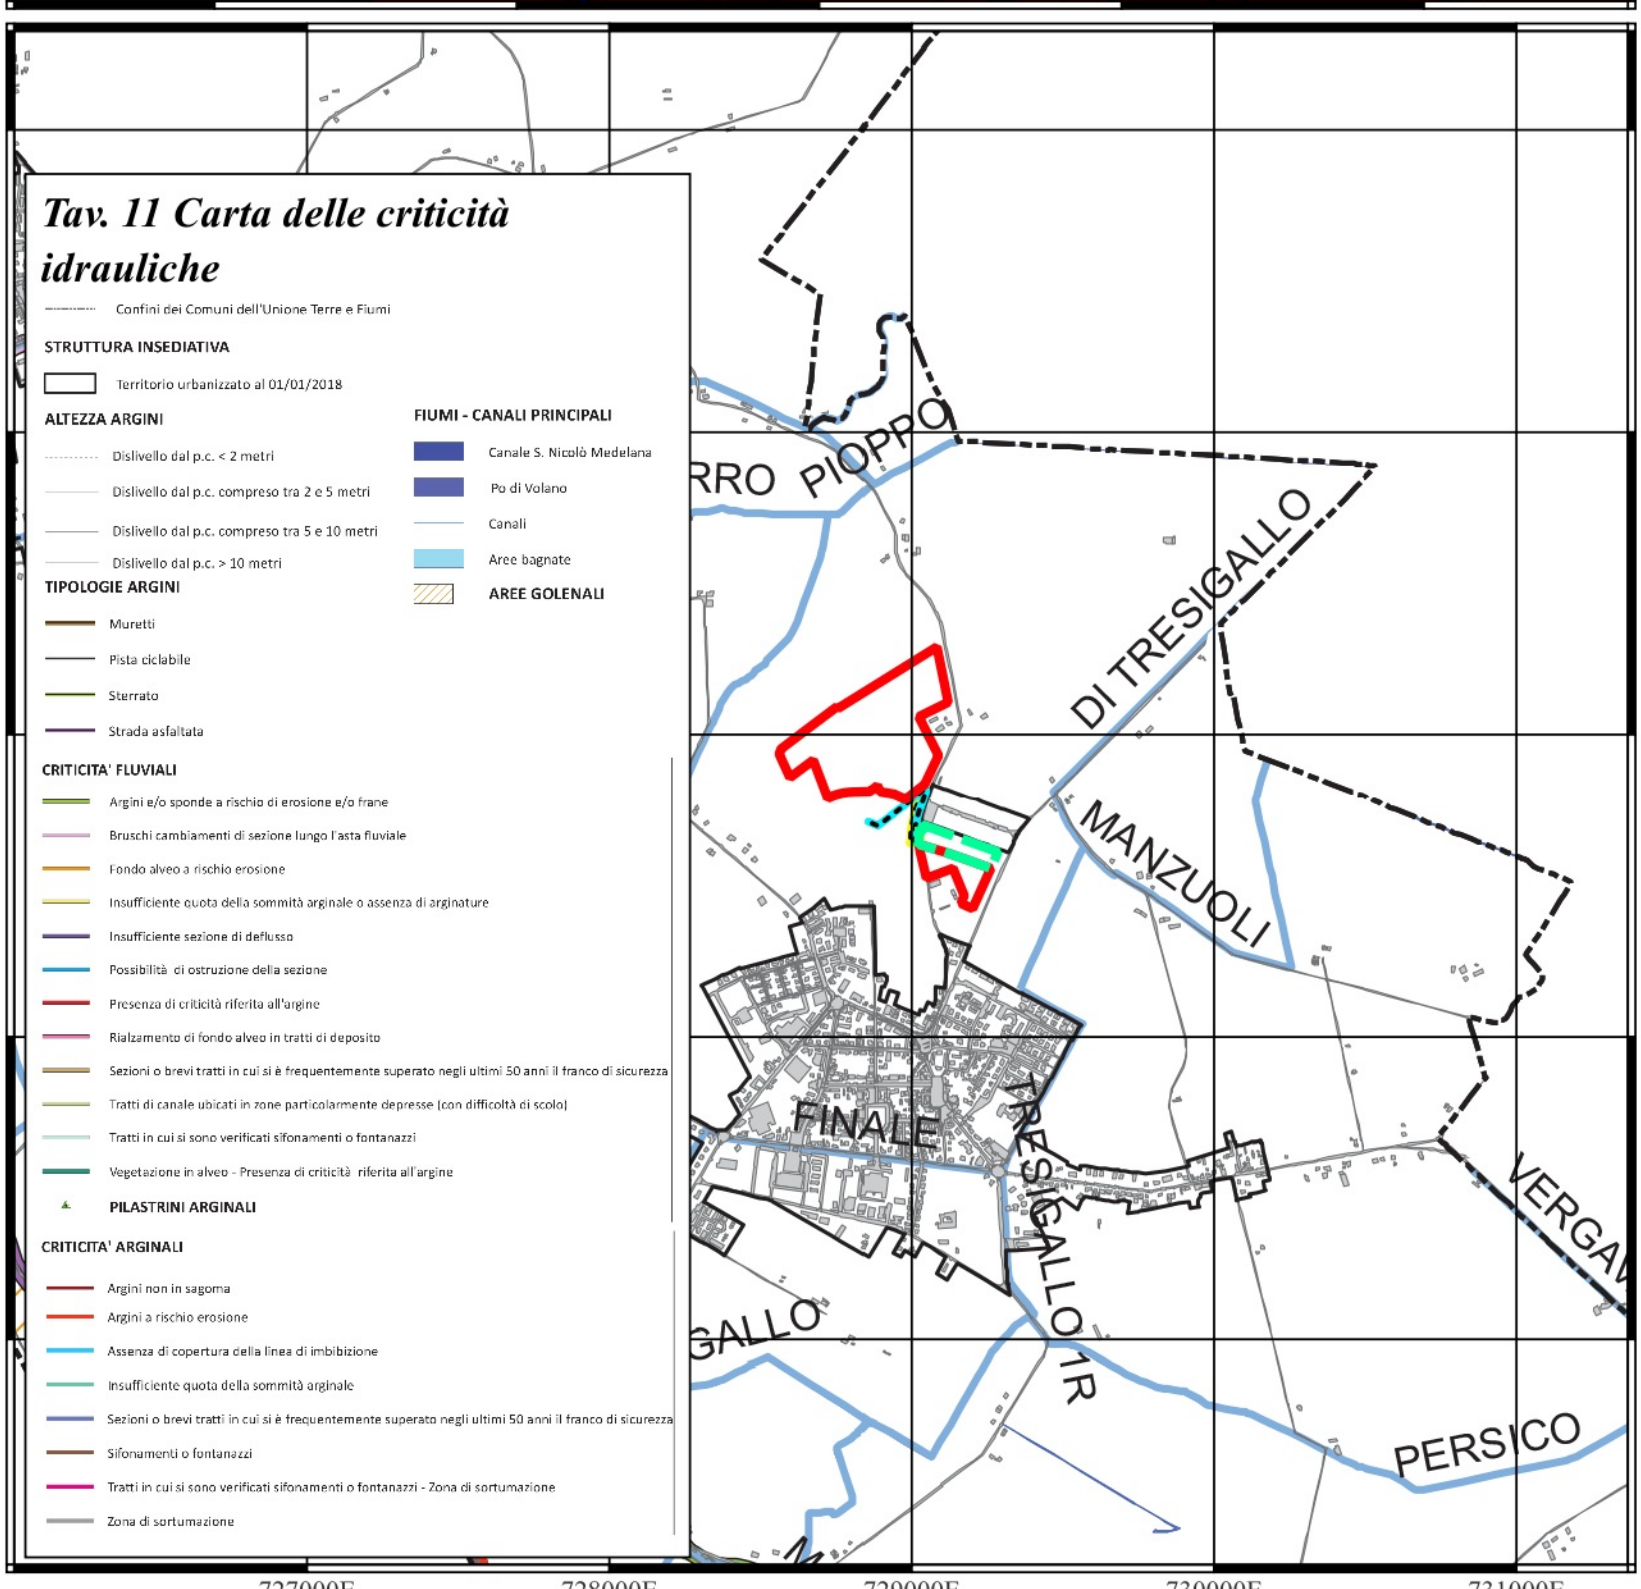 Tav. 11 Carta delle criticità
idrauliche
Confini dei Comuni dell'Unione Terre e Fiumi
STRUTTURA INSEDIATIVA
Territorio urbanizzato al 01/01/2018
ALTEZZA ARGINI
Dislivello dal p.c. < 2 metri
Dislivello dal p.c. compreso tra 2 e 5 metri
Dislivello dal p.c. compreso tra 5 e 10 metri
Dislivello dal p.c. > 10 metri
TIPOLOGIE ARGINI
Muretti
Pista ciclabile
Sterrato
Strada asfaltata
FIUMI - CANALI PRINCIPALI
Canale S. Nicolò Medelana
Po di Volano
Canali
Aree bagnate
AREE GOLENALI
CRITICITA' FLUVIALI
Argini e/o sponde a rischio di erosione e/o frane
Bruschi cambiamenti di sezione lungo l'asta fluviale
Fondo alveo a rischio erosione
Insufficiente quota della sommità arginale o assenza di arginature
Insufficiente sezione di deflusso
Possibilità di ostruzione della sezione
Presenza di criticità riferita all'argine
Rialzamento di fondo alveo in tratti di deposito
Sezioni o brevi tratti in cui si è frequentemente superato negli ultimi 50 anni il franco di sicurezza
Tratti di canale ubicati in zone particolarmente depresse (con difficoltà di scolo)
Tratti in cui si sono verificati sifonamenti o fontanazzi
Vegetazione in alveo - Presenza di criticità riferita all'argine
PILASTRINI ARGINALI
CRITICITA' ARGINALI
Argini non in sagoma
Argini a rischio erosione
Assenza di copertura della linea di imbibizione
Insufficiente quota della sommità arginale
Sezioni o brevi tratti in cui si è frequentemente superato negli ultimi 50 anni il franco di sicurezza
Sifonamenti o fontanazzi
Tratti in cui si sono verificati sifonamenti o fontanazzi - Zona di sortumazione
Zona di sortumazione
RRO
PIOPPO
DI TRESIGALLO
MANZUOLI
FINALE
TRESIGALLO 1R
VERGAV
GALLO
PERSICO
M
727000E 728000E 729000E 730000E 731000E